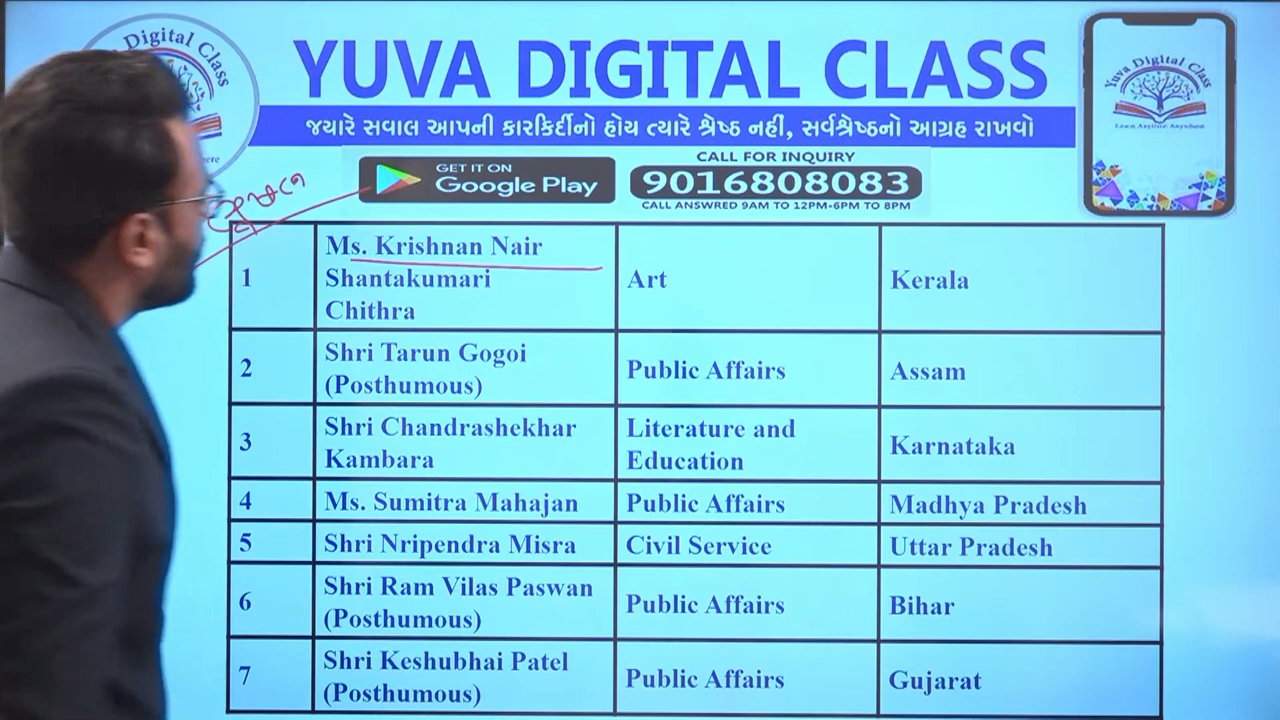 Digital Class
YUVA DIGITAL CLASS
જ્યારે સવાલ આપની કારકિર્દીનો હોય ત્યારે શ્રેષ્ઠ નહીં, સર્વશ્રેષ્ઠનો આગ્રહ રાખવો
Yuva Digital Class
Learn Anytime Anywhere
GET IT ON
Google Play
CALL FOR INQUIRY
9016808083
CALL ANSWRED 9AM TO 12PM-6PM TO 8PM
1 Ms. Krishnan Nair Art Kerala
Shantakumari
Chithra
2 Shri Tarun Gogoi Public Affairs Assam
(Posthumous)
3 Shri Chandrashekhar Literature and Karnataka
Kambara Education
4 Ms. Sumitra Mahajan Public Affairs Madhya Pradesh
5 Shri Nripendra Misra Civil Service Uttar Pradesh
6 Shri Ram Vilas Paswan Public Affairs Bihar
(Posthumous)
7 Shri Keshubhai Patel Public Affairs Gujarat
(Posthumous)